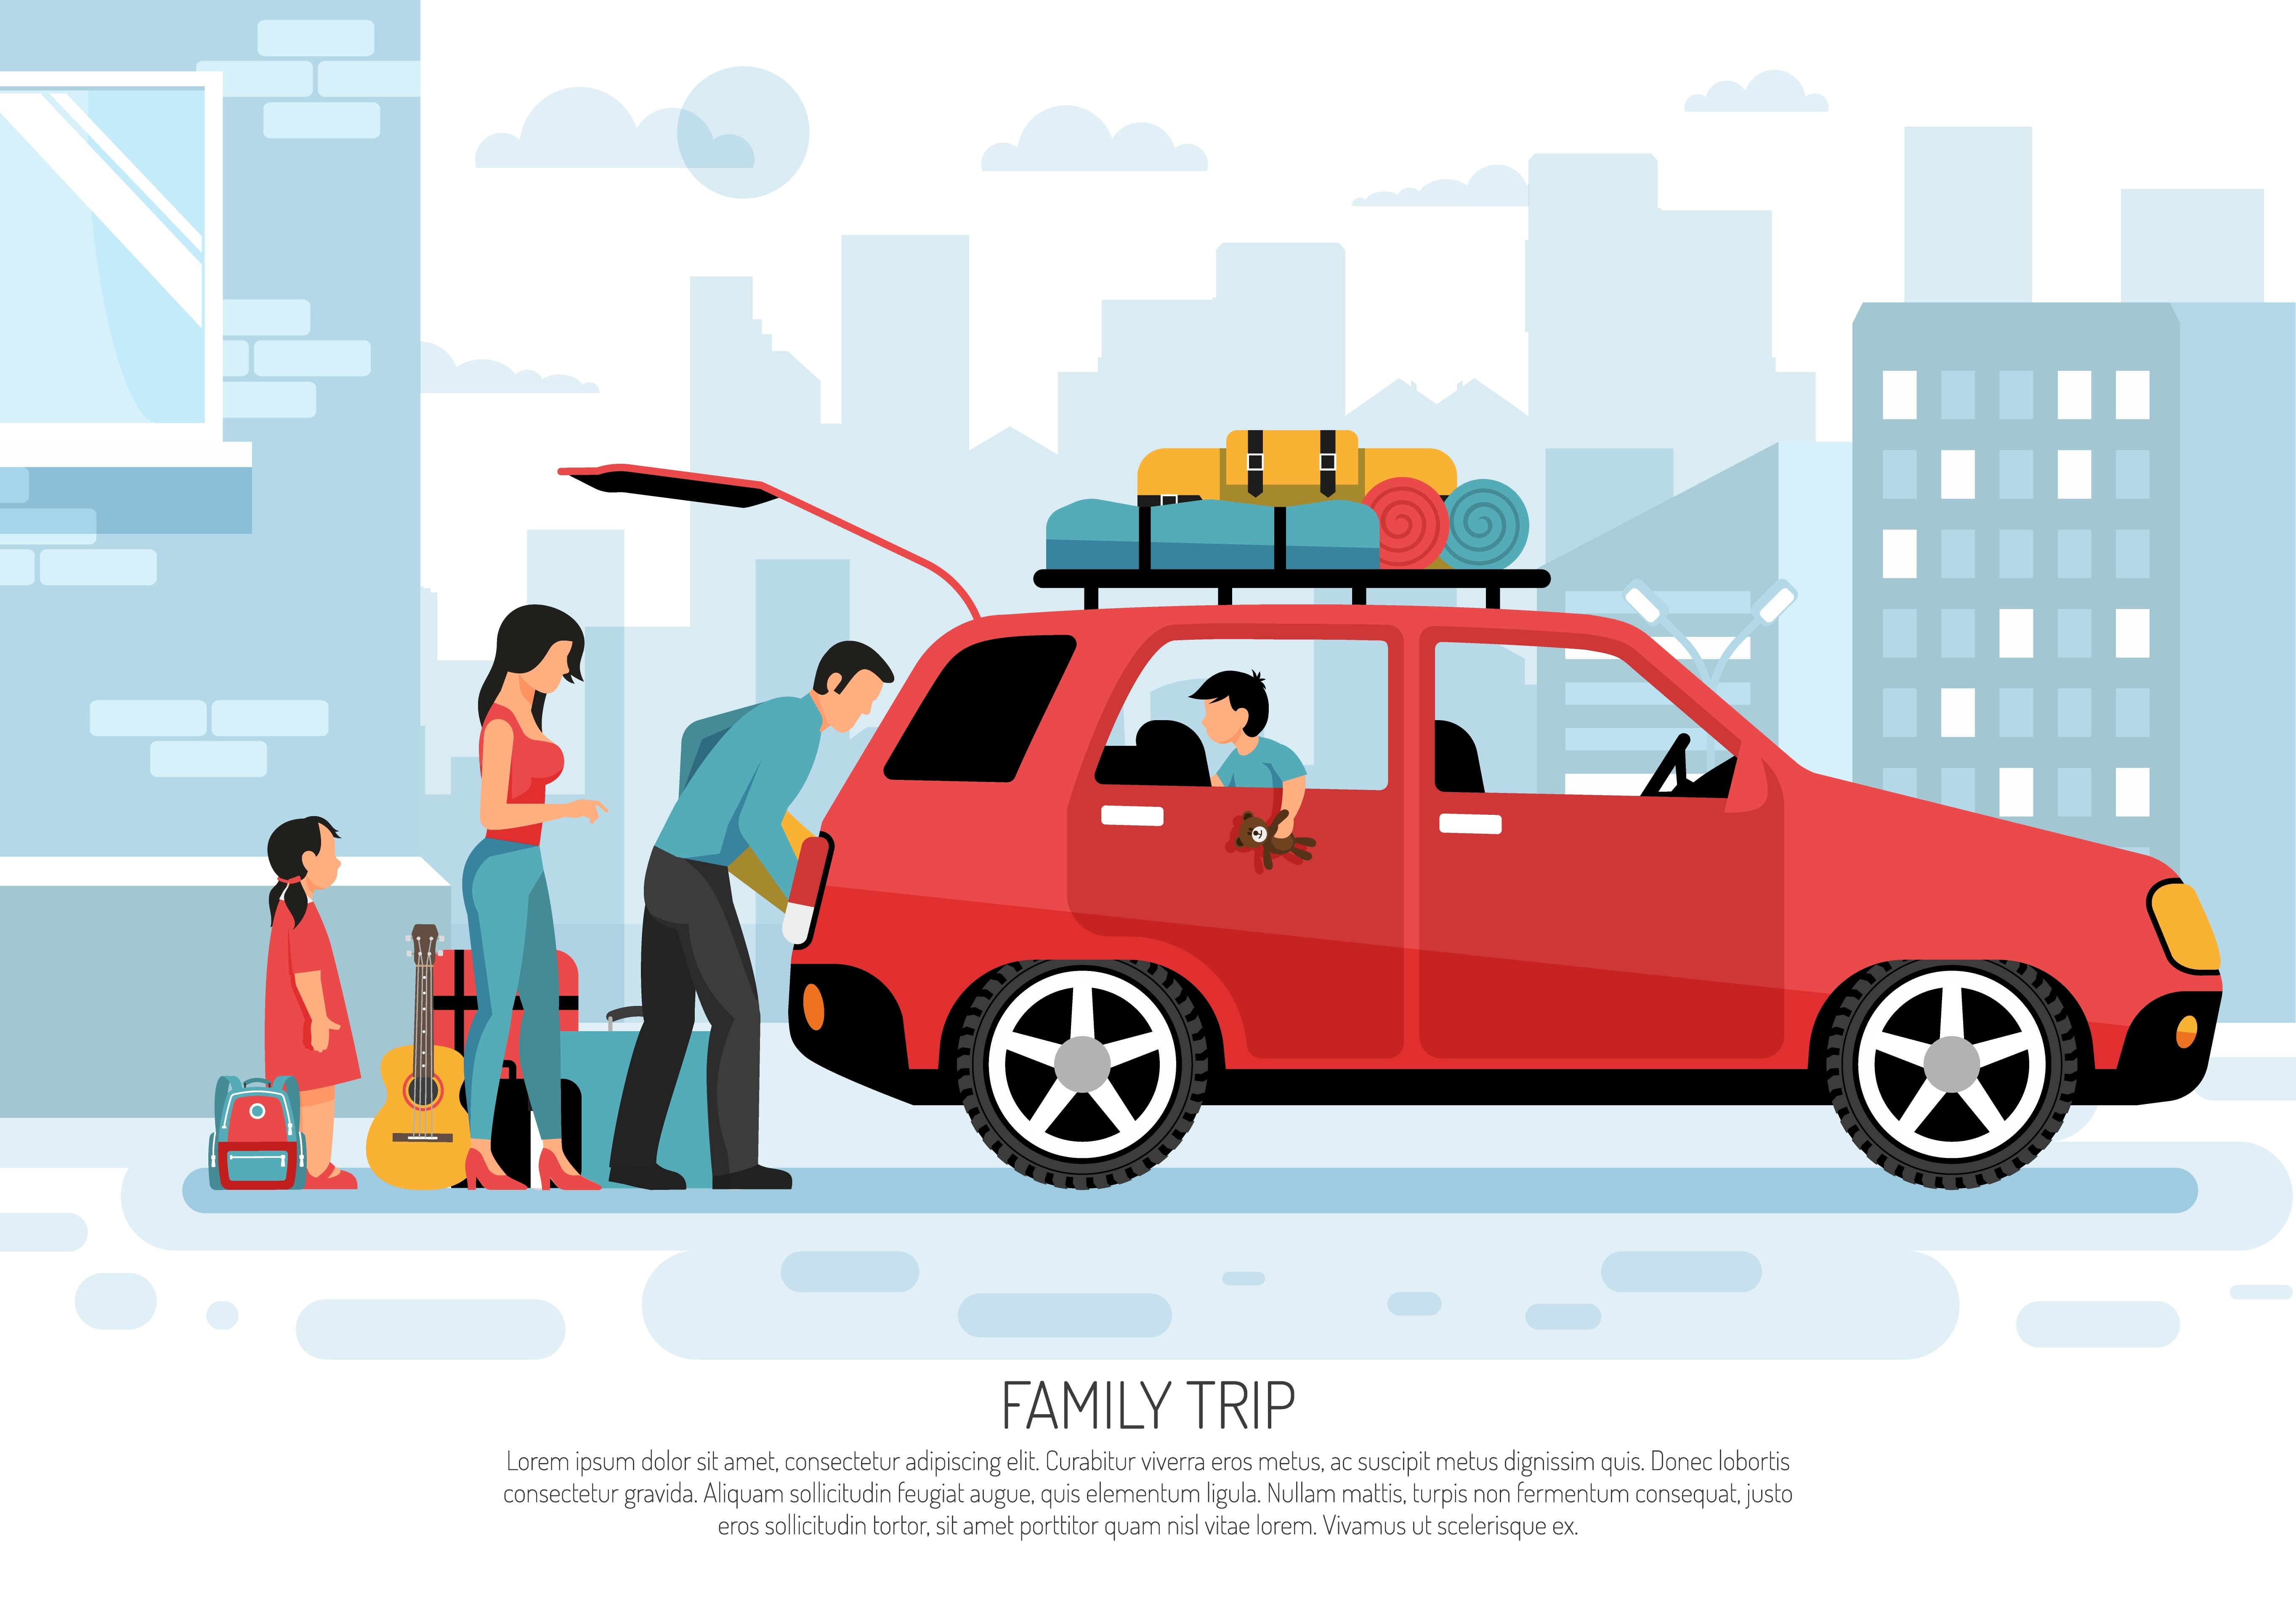 FAMILY TRIP
Lorem ipsum dolor sit amet, consectetur adipiscing elit. Curabitur viverra eros metus, ac suscipit metus dignissim quis. Donec lobortis
consectetur gravida. Aliquam sollicitudin feugiat augue, quis elementum ligula. Nullam mattis, turpis non fermentum consequat, justo
eros sollicitudin tortor, sit amet porttitor quam nisl vitae lorem. Vivamus ut scelerisque ex.